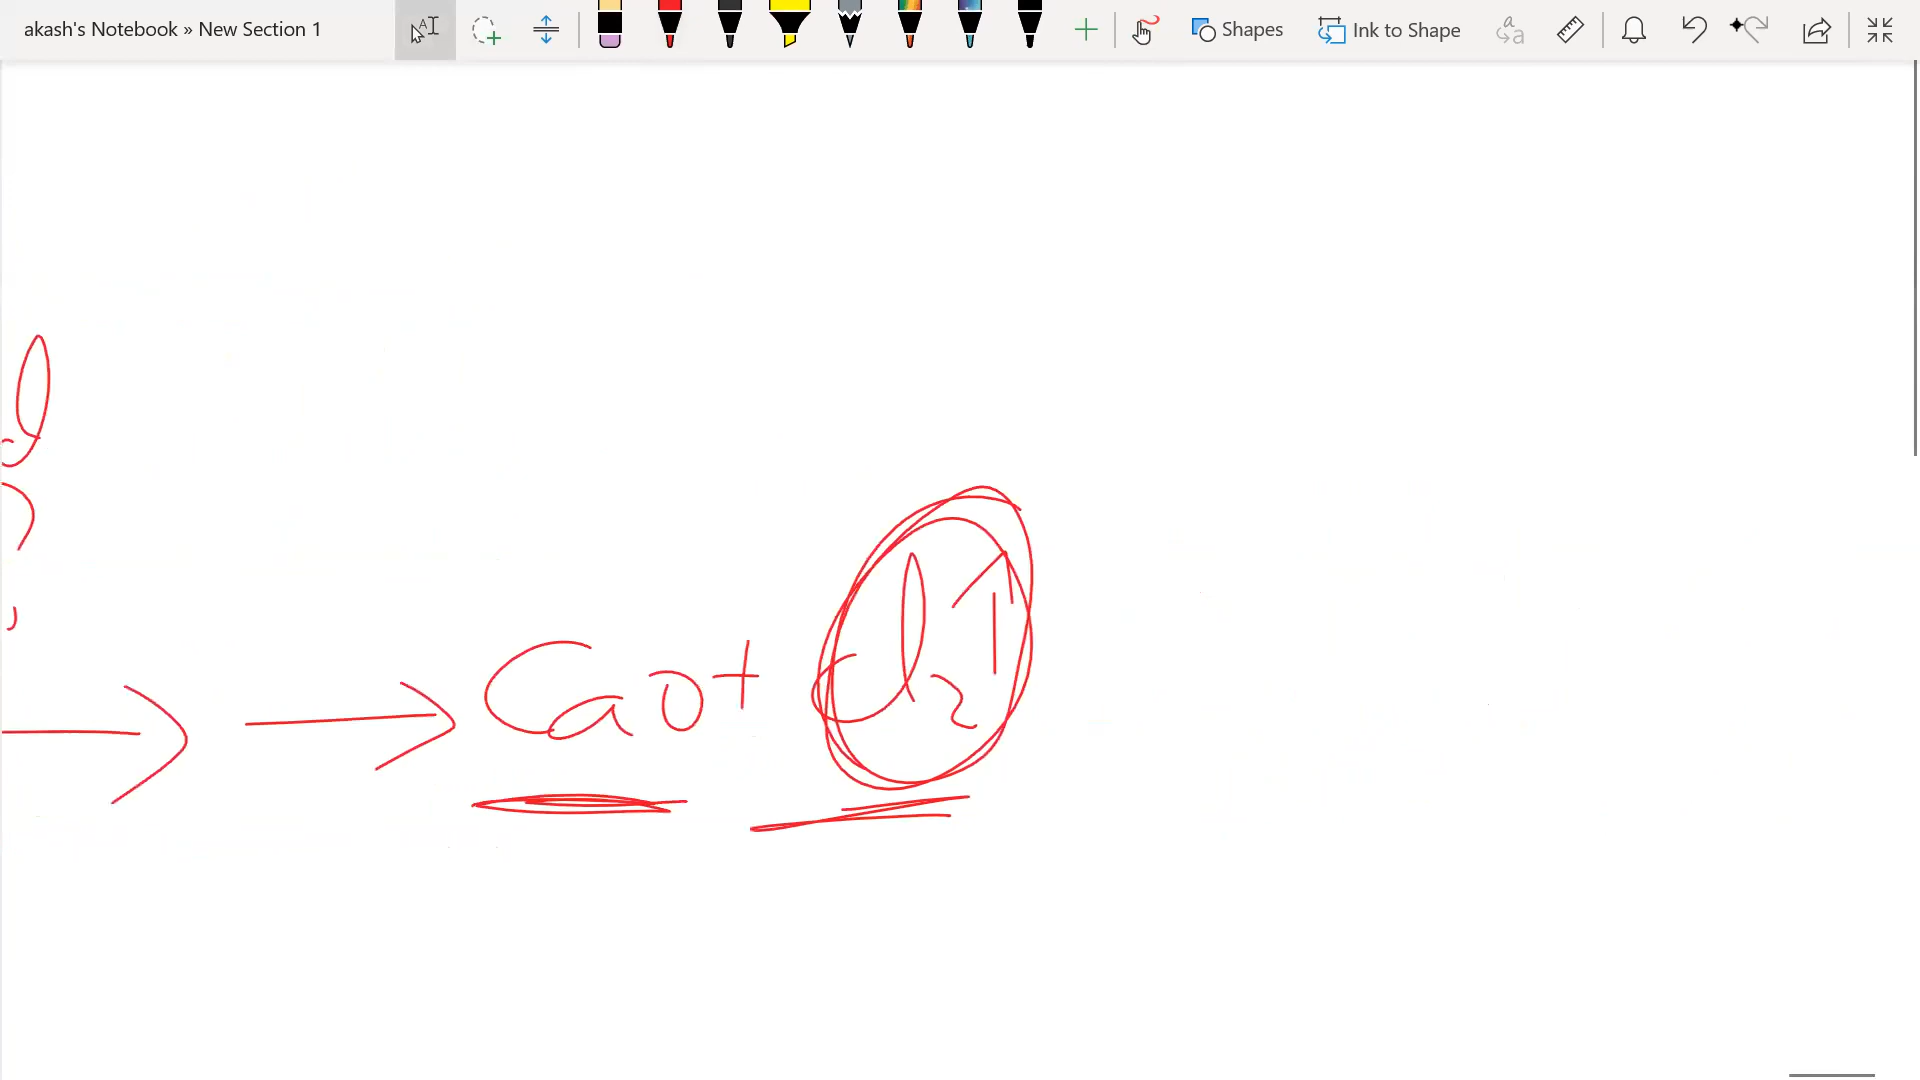 akash's Notebook » New Section 1
Shapes
Ink to Shape
→ → CaO + Cl₂↑